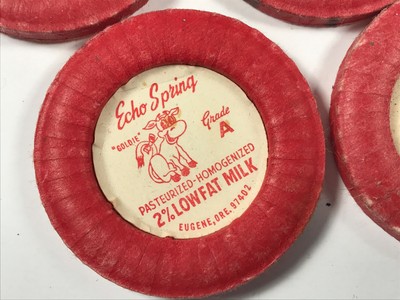 Echo Spring
"GOLDIE"
Grade
A
PASTEURIZED-HOMOGENIZED
2% LOWFAT MILK
EUGENE, ORE. 97402